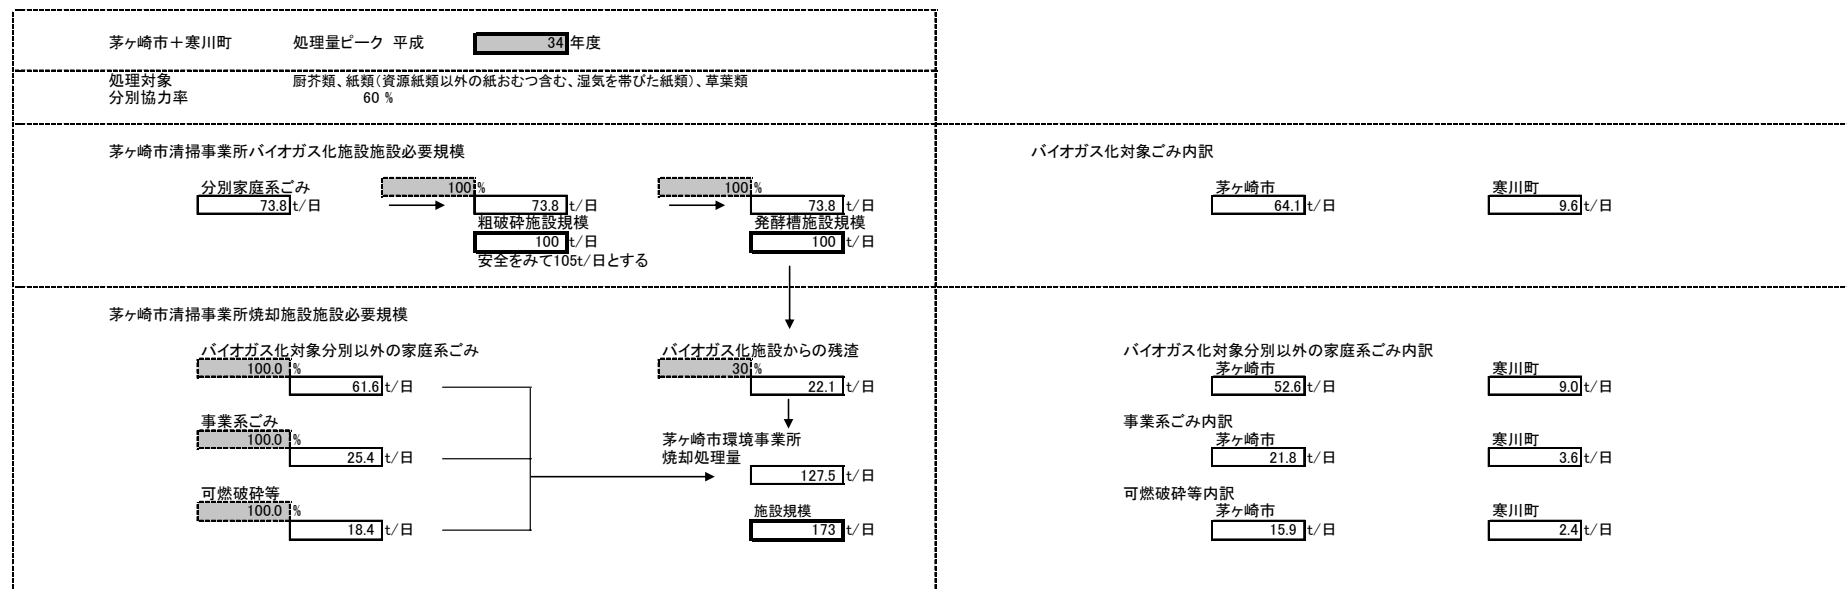 茅ヶ崎市＋寒川町 処理量ピーク 平成 34 年度
処理対象 厨芥類、紙類（資源紙類以外の紙おむつ含む、湿気を帯びた紙類）、草葉類
分別協力率 60 %
茅ヶ崎市清掃事業所バイオガス化施設施設必要規模
分別家庭系ごみ 100 % 100 %
73.8 t/日 73.8 t/日 73.8 t/日
粗破砕施設規模 発酵槽施設規模
100 t/日 100 t/日
安全をみて105t/日とする
バイオガス化対象ごみ内訳
茅ヶ崎市 寒川町
64.1 t/日 9.6 t/日
茅ヶ崎市清掃事業所焼却施設施設必要規模
バイオガス化対象分別以外の家庭系ごみ バイオガス化施設からの残渣
100.0 % 30 %
61.6 t/日 22.1 t/日
事業系ごみ
100.0 %
25.4 t/日
茅ヶ崎市環境事業所
焼却処理量
127.5 t/日
可燃破砕等
100.0 %
18.4 t/日
施設規模
173 t/日
バイオガス化対象分別以外の家庭系ごみ内訳
茅ヶ崎市 寒川町
52.6 t/日 9.0 t/日
事業系ごみ内訳
茅ヶ崎市 寒川町
21.8 t/日 3.6 t/日
可燃破砕等内訳
茅ヶ崎市 寒川町
15.9 t/日 2.4 t/日